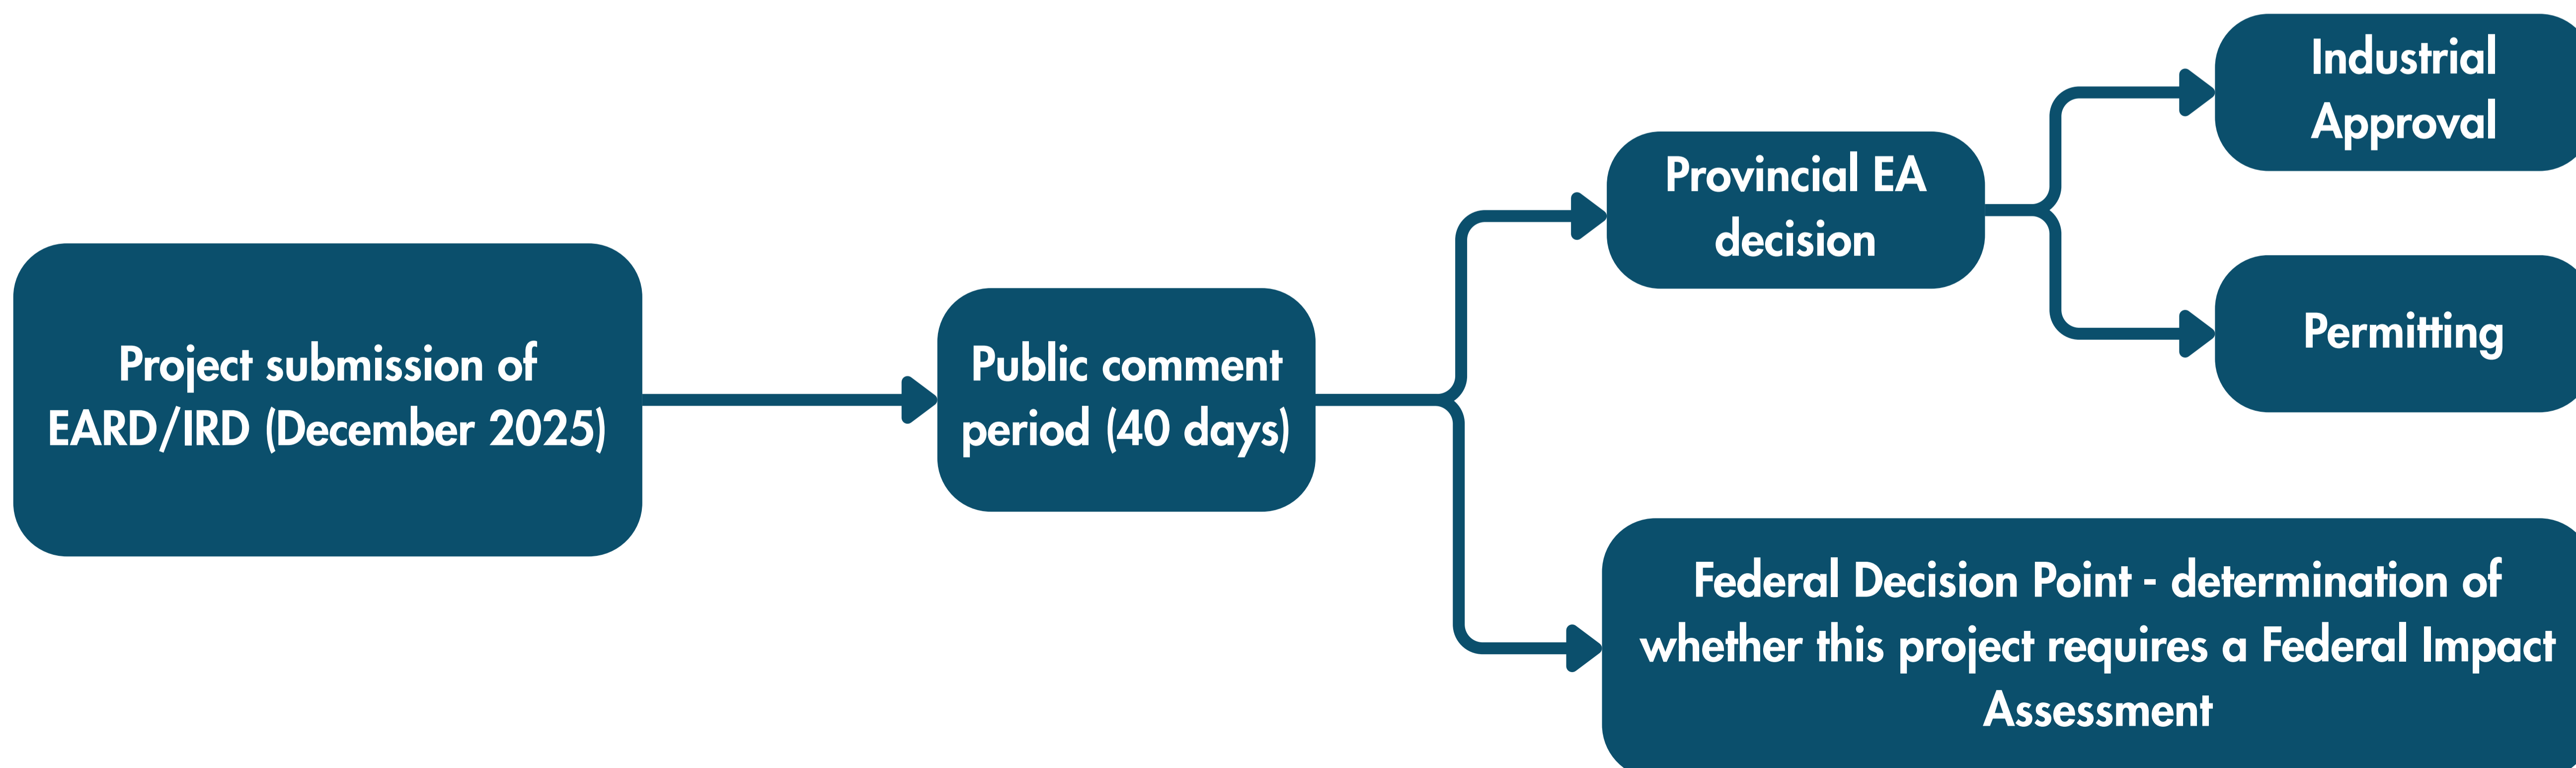 Project submission of
EARD/IRD (December 2025)
Public comment
period (40 days)
Provincial EA
decision
Industrial
Approval
Permitting
Federal Decision Point - determination of
whether this project requires a Federal Impact
Assessment